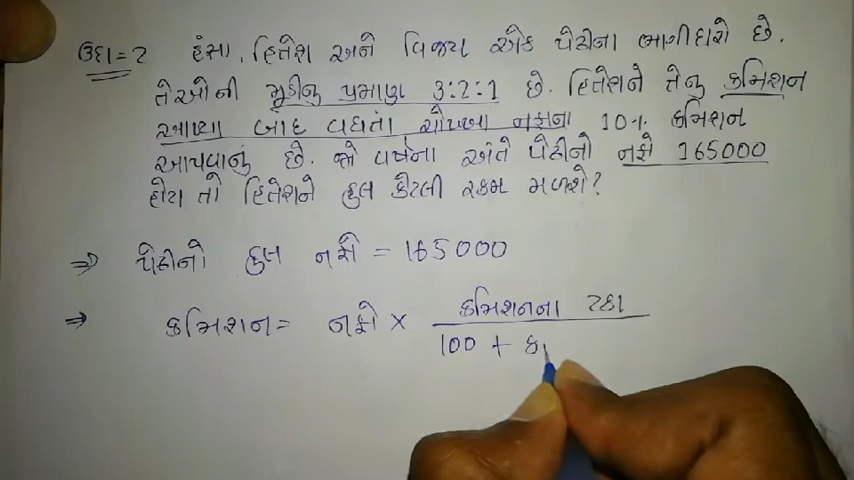 ઉદા=2 હંસા, હિતેશ અને વિજય એક પેઢીના ભાગીદારો છે.
તેઓની મૂડીનુ પ્રમાણ 3:2:1 છે. હિતેશને તેનુ કમિશન
આપ્યા બાદ વધતાં ચોખ્ખા નફાના 10% કમિશન
આપવાનું છે. જો વર્ષના અંતે પેઢીનો નફો 165000
હોય તો હિતેશને કુલ કેટલી રકમ મળશે?
⇒ પેઢીનો કુલ નફો = 165000
⇒ કમિશન = નફો × કમિશનના ટકા
100 + ક